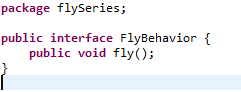 package flySeries;
public interface FlyBehavior {
public void fly();
}